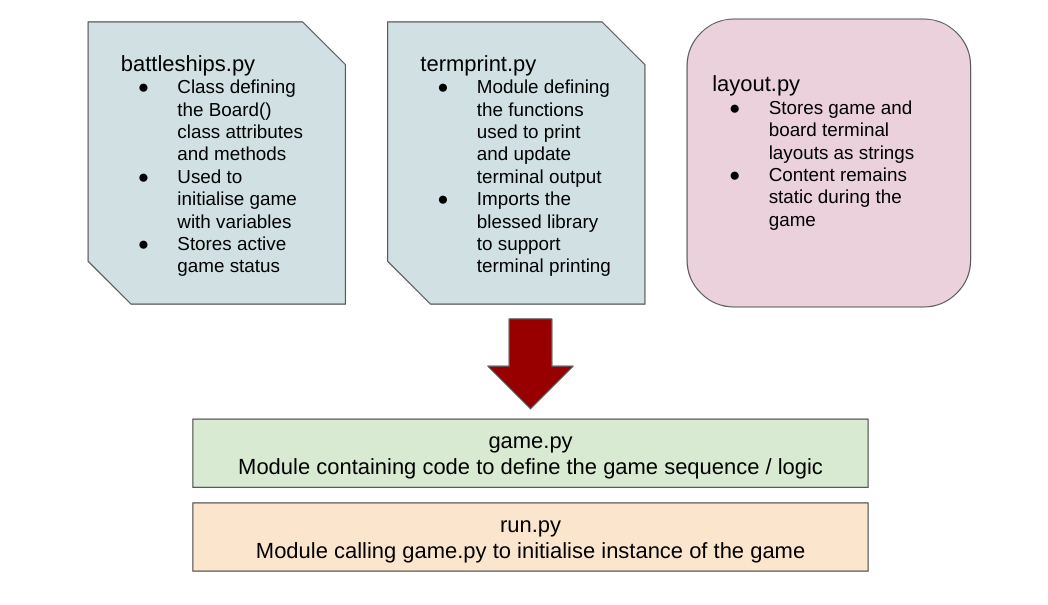 battleships.py
● Class defining
the Board()
class attributes
and methods
● Used to
initialise game
with variables
● Stores active
game status
termprint.py
● Module defining
the functions
used to print
and update
terminal output
● Imports the
blessed library
to support
terminal printing
layout.py
● Stores game and
board terminal
layouts as strings
● Content remains
static during the
game
game.py
Module containing code to define the game sequence / logic
run.py
Module calling game.py to initialise instance of the game